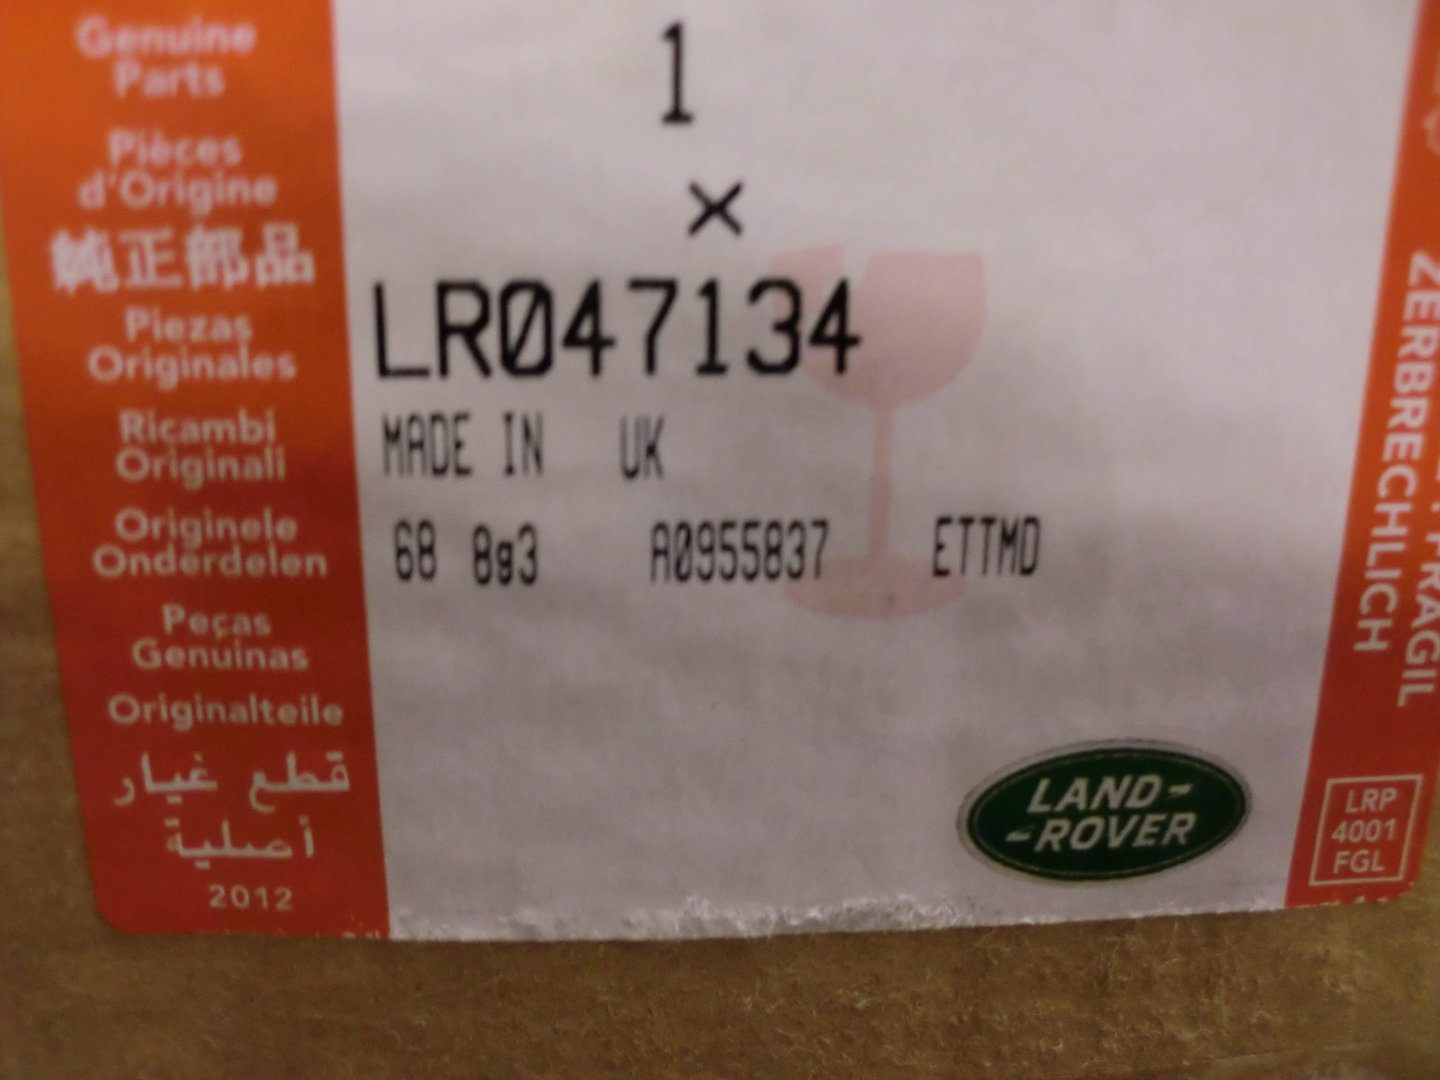 Genuine
Parts
Pièces
d'Origine
純正部品
Piezas
Originales
Ricambi
Originali
Originele
Onderdelen
Peças
Genuinas
Originalteile
قطع غيار
أصلية
2012
1
×
LR047134
MADE IN UK
68 8g3 A0955837 ETTMD
LAND-
-ROVER
FRAGIL
ZERBRECHLICH
LRP
4001
FGL